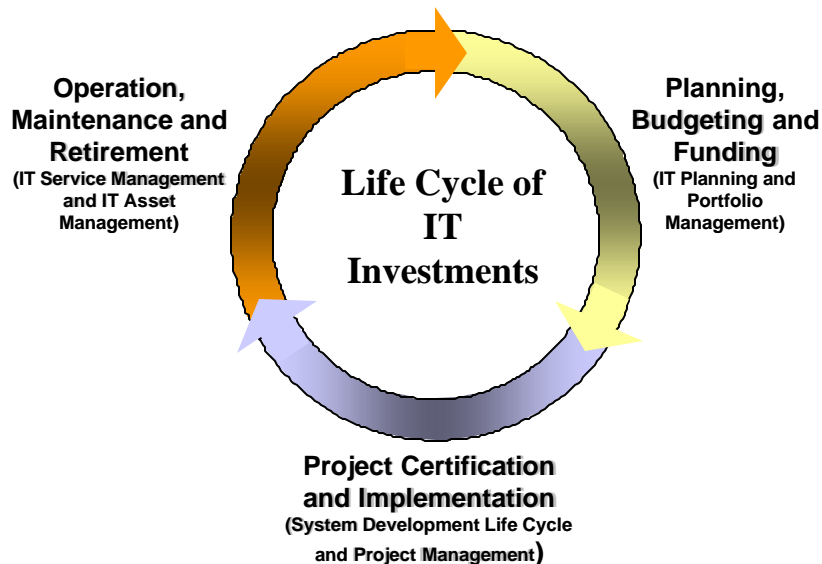 Operation,
Maintenance and
Retirement
(IT Service Management
and IT Asset
Management)
Life Cycle of
IT
Investments
Planning,
Budgeting and
Funding
(IT Planning and
Portfolio
Management)
Project Certification
and Implementation
(System Development Life Cycle
and Project Management)